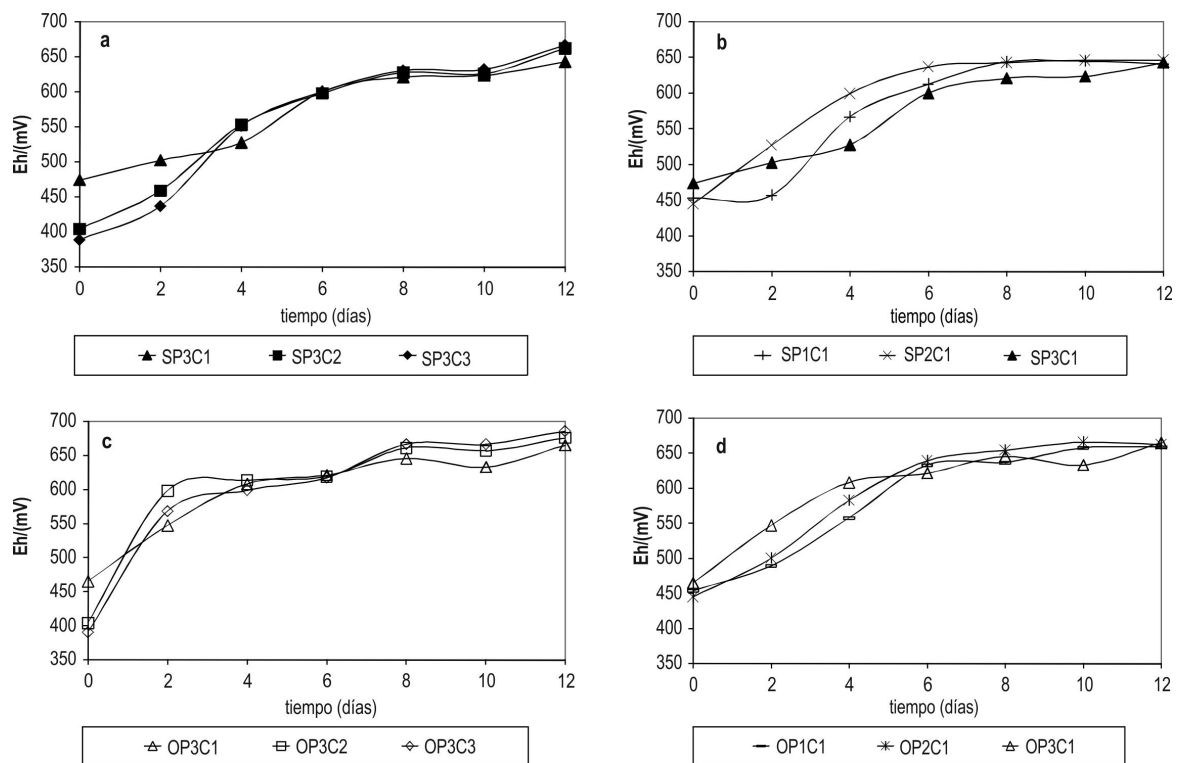 a
Eh/(mV)
700
650
600
550
500
450
400
350
0 2 4 6 8 10 12
tiempo (días)
SP3C1 SP3C2 SP3C3
b
Eh/(mV)
700
650
600
550
500
450
400
350
0 2 4 6 8 10 12
tiempo (días)
SP1C1 SP2C1 SP3C1
c
Eh/(mV)
700
650
600
550
500
450
400
350
0 2 4 6 8 10 12
tiempo (días)
OP3C1 OP3C2 OP3C3
d
Eh/(mV)
700
650
600
550
500
450
400
350
0 2 4 6 8 10 12
tiempo (días)
OP1C1 OP2C1 OP3C1